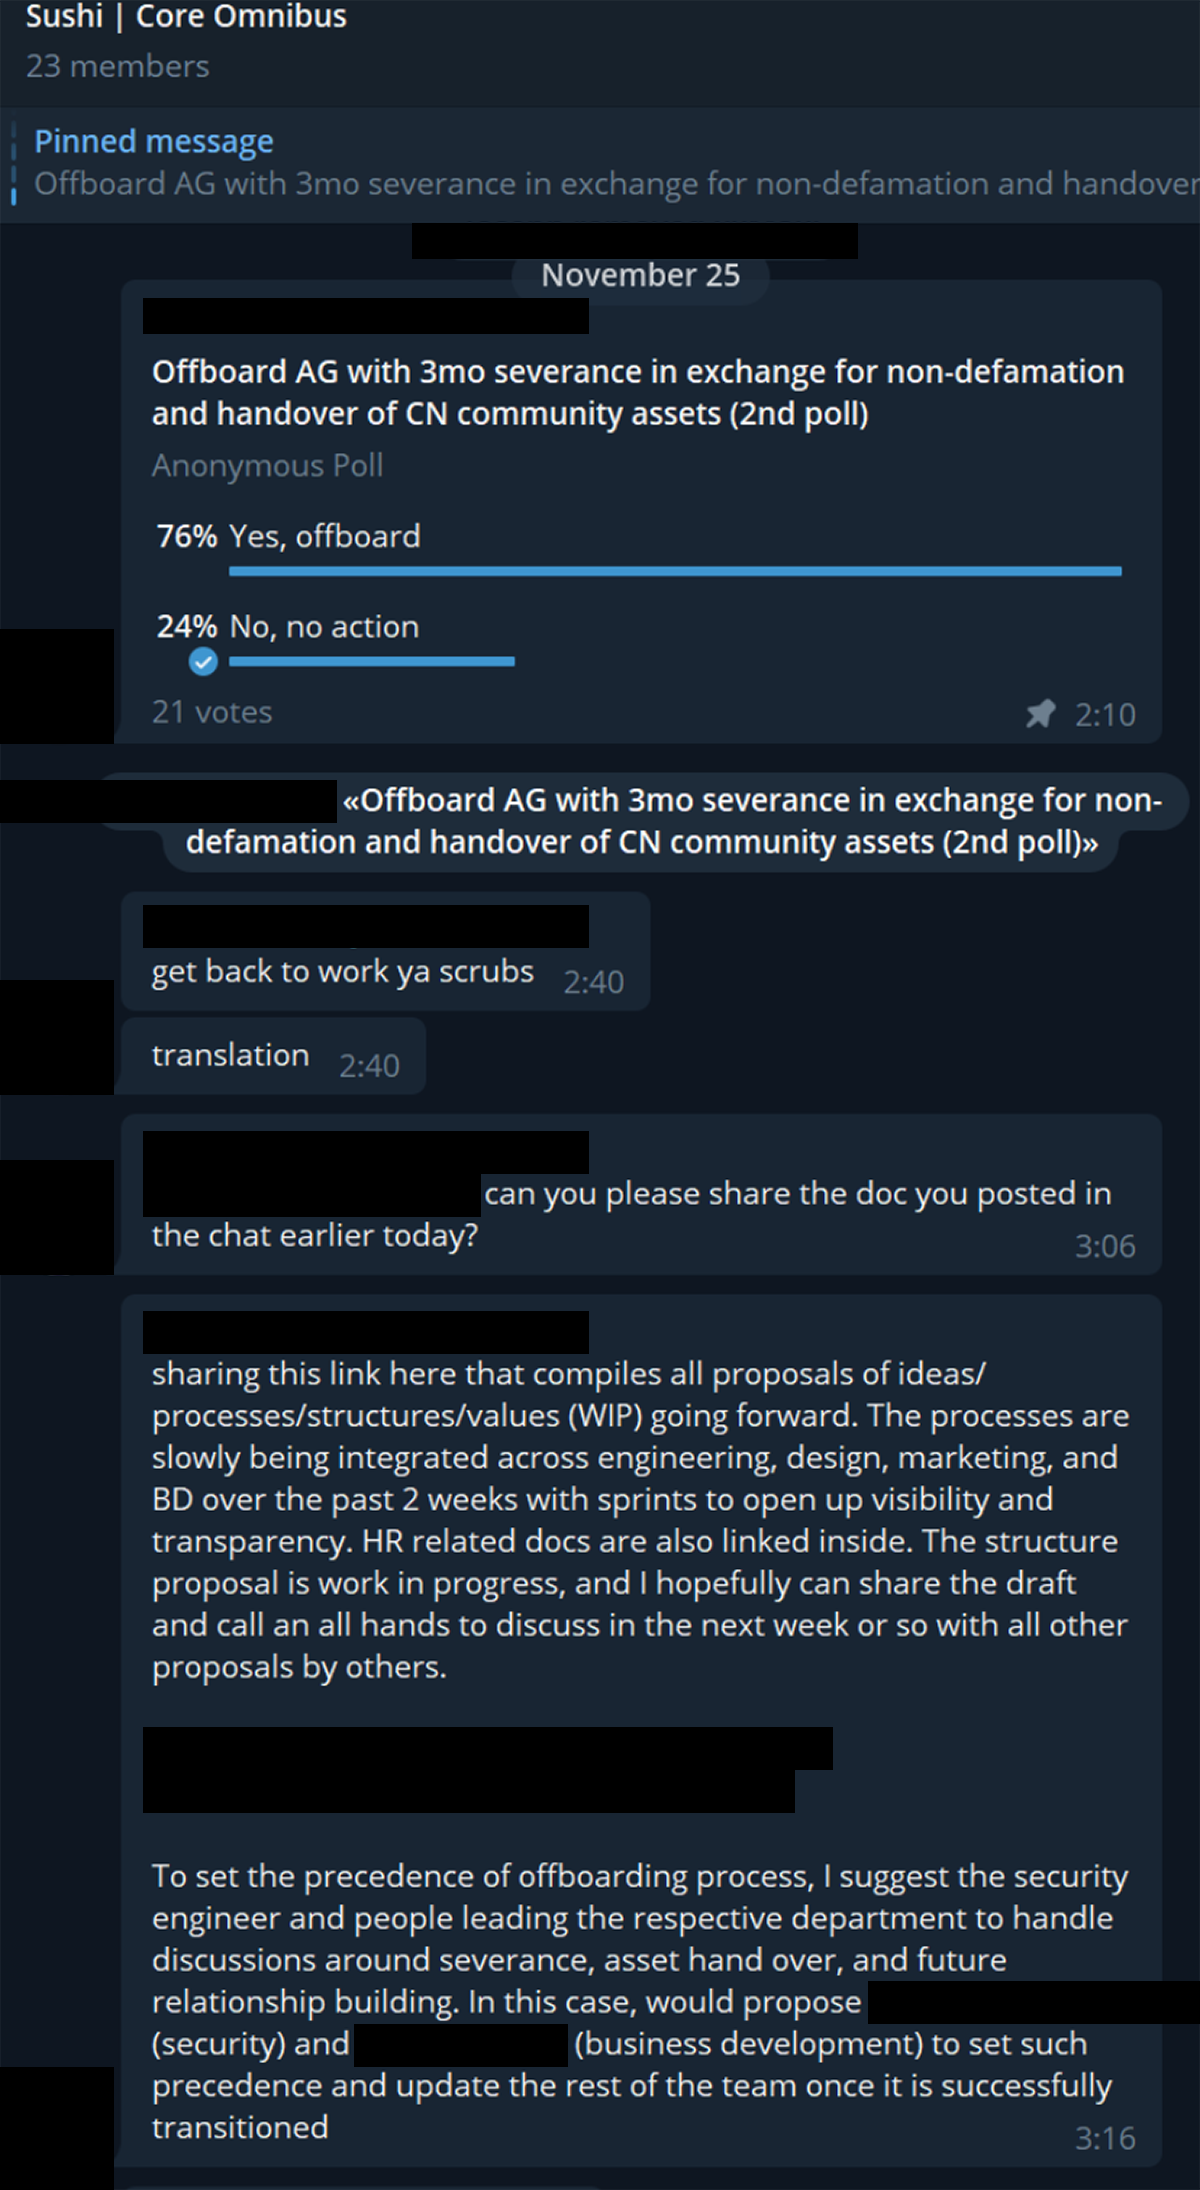 Sushi | Core Omnibus
23 members
Pinned message
Offboard AG with 3mo severance in exchange for non-defamation and handover
November 25
Offboard AG with 3mo severance in exchange for non-defamation
and handover of CN community assets (2nd poll)
Anonymous Poll
76% Yes, offboard
24% No, no action
21 votes 2:10
«Offboard AG with 3mo severance in exchange for non-
defamation and handover of CN community assets (2nd poll)»
get back to work ya scrubs 2:40
translation 2:40
can you please share the doc you posted in
the chat earlier today?
3:06
sharing this link here that compiles all proposals of ideas/
processes/structures/values (WIP) going forward. The processes are
slowly being integrated across engineering, design, marketing, and
BD over the past 2 weeks with sprints to open up visibility and
transparency. HR related docs are also linked inside. The structure
proposal is work in progress, and I hopefully can share the draft
and call an all hands to discuss in the next week or so with all other
proposals by others.
To set the precedence of offboarding process, I suggest the security
engineer and people leading the respective department to handle
discussions around severance, asset hand over, and future
relationship building. In this case, would propose
(security) and (business development) to set such
precedence and update the rest of the team once it is successfully
transitioned
3:16